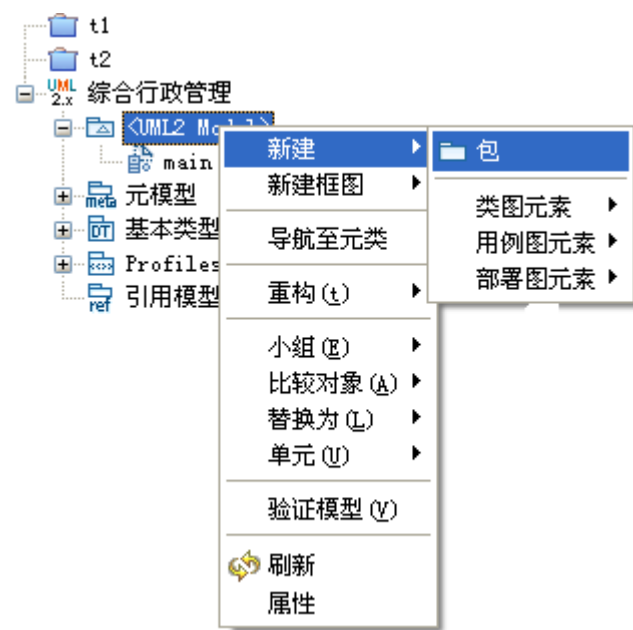 t1
t2
UML
2.x
综合行政管理
<UML2 Model>
main
meta
元模型
DT
基本类型
Profiles
ref
引用模型
新建
新建框图
导航至元类
重构(t)
小组(E)
比较对象(A)
替换为(L)
单元(U)
验证模型(V)
刷新
属性
包
类图元素
用例图元素
部署图元素